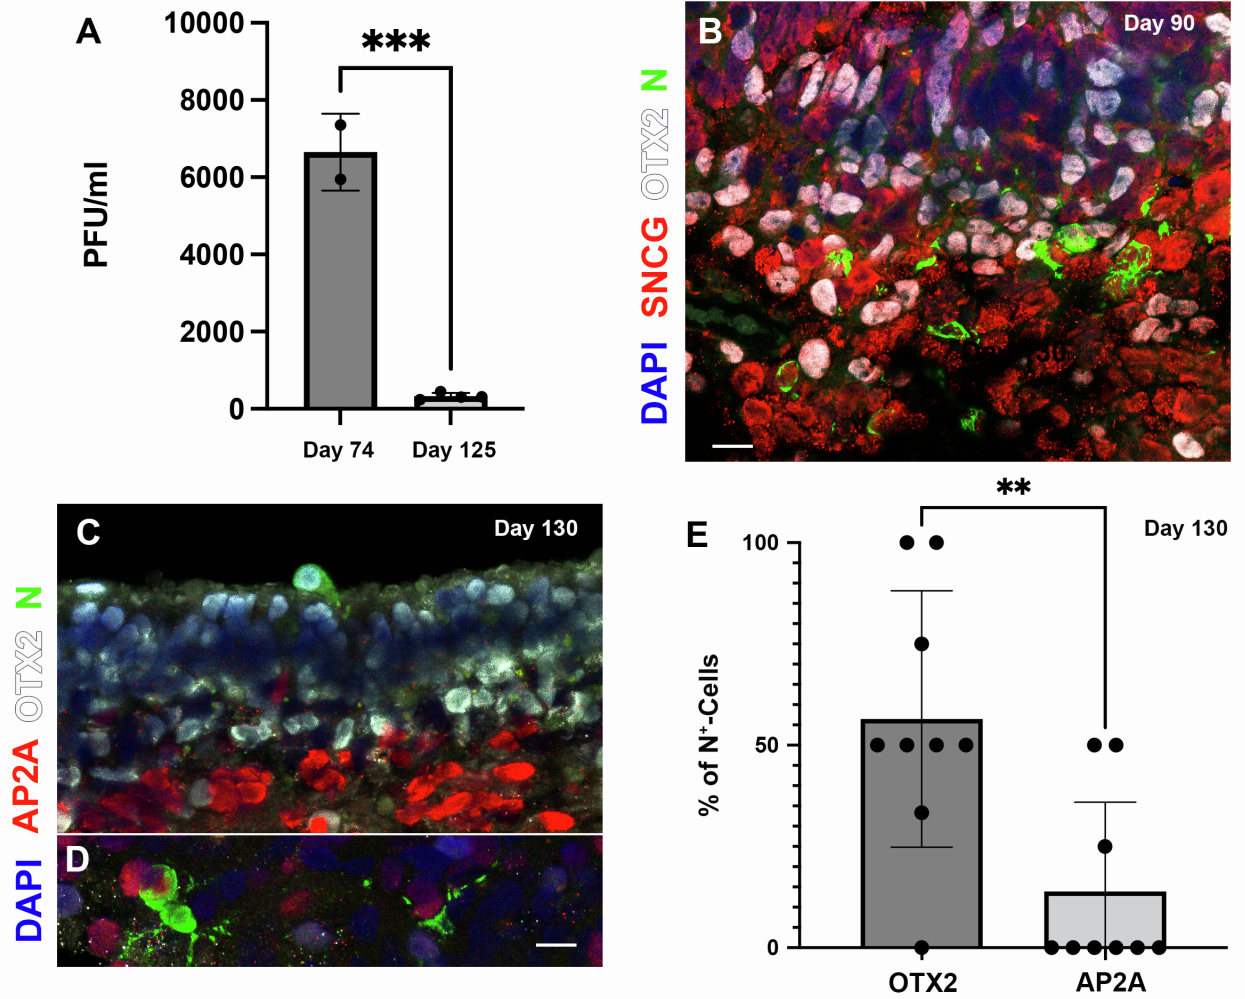 A
***
10000
8000
6000
4000
2000
0
PFU/ml
Day 74 Day 125
B
Day 90
DAPI SNCG OTX2 N
C
Day 130
DAPI AP2A OTX2 N
D
E
**
Day 130
100
50
0
% of N⁺-Cells
OTX2 AP2A